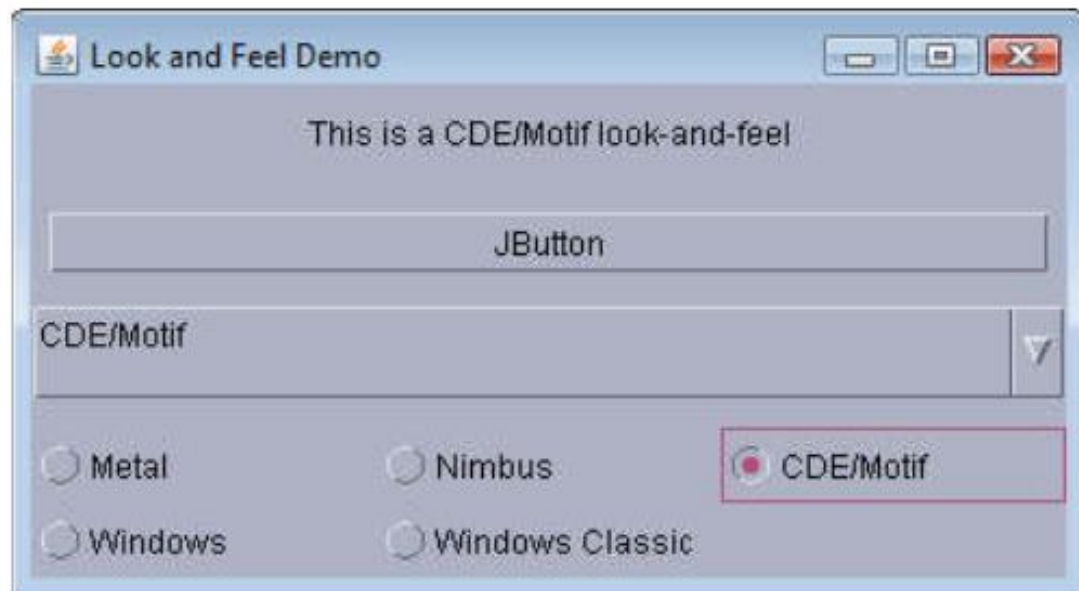 Look and Feel Demo
This is a CDE/Motif look-and-feel
JButton
CDE/Motif
Metal Nimbus CDE/Motif
Windows Windows Classic